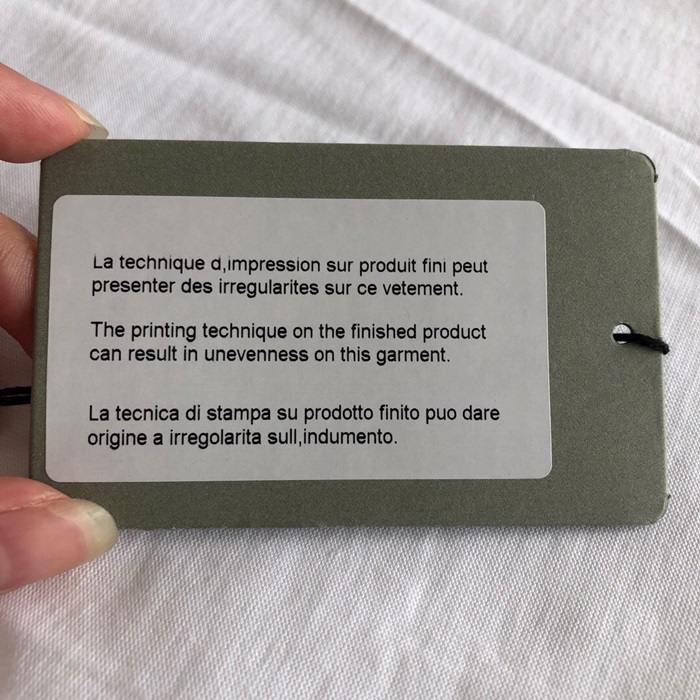 La technique d,impression sur produit fini peut
presenter des irregularites sur ce vetement.
The printing technique on the finished product
can result in unevenness on this garment.
La tecnica di stampa su prodotto finito puo dare
origine a irregolarita sull,indumento.